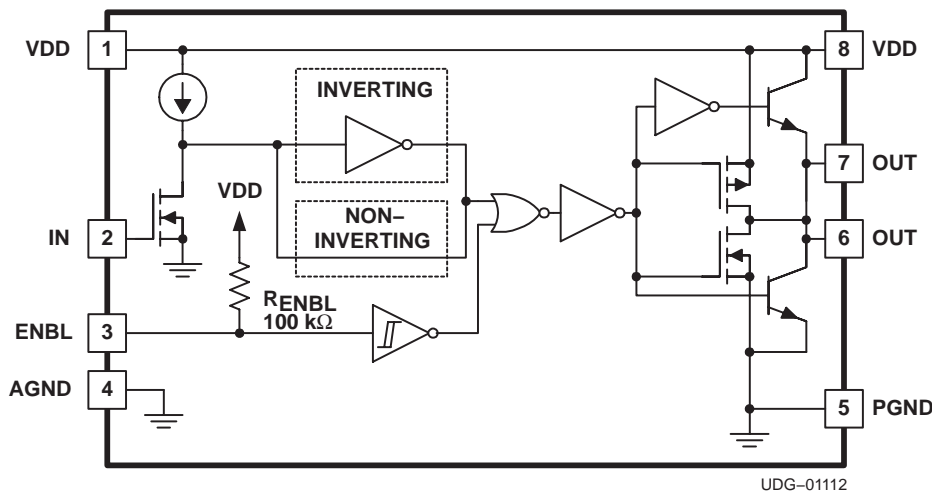 VDD 1
8 VDD
INVERTING
VDD
7 OUT
NON–
INVERTING
IN 2
6 OUT
RENBL
100 kΩ
ENBL 3
AGND 4
5 PGND
UDG–01112